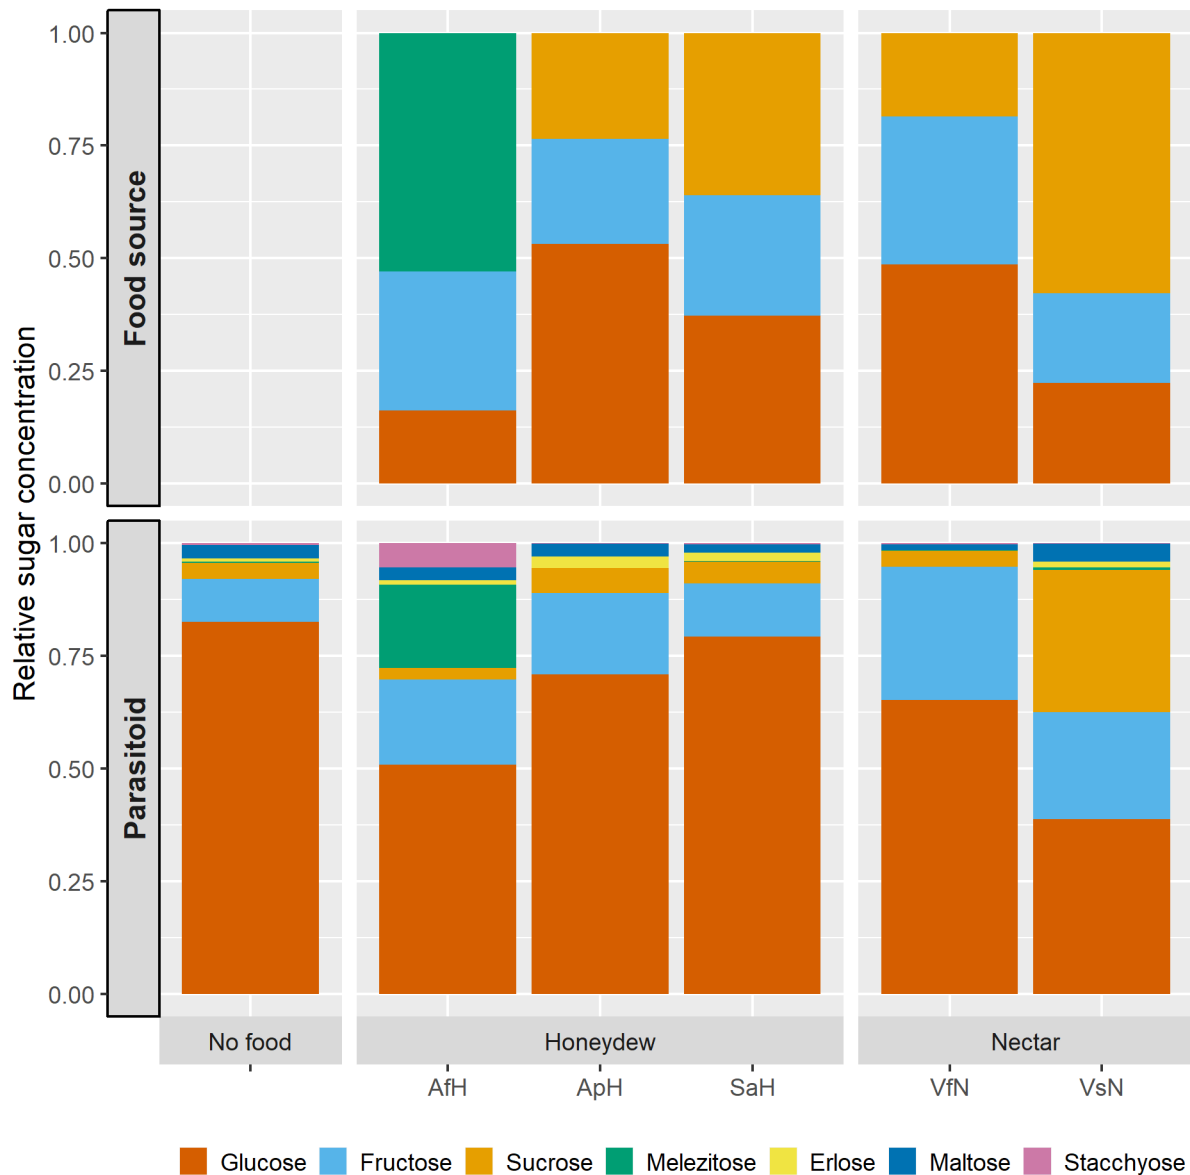 Relative sugar concentration
Food source
1.00
0.75
0.50
0.25
0.00
Parasitoid
1.00
0.75
0.50
0.25
0.00
No food Honeydew Nectar
AfH ApH SaH VfN VsN
Glucose Fructose Sucrose Melezitose Erlose Maltose Stacchyose